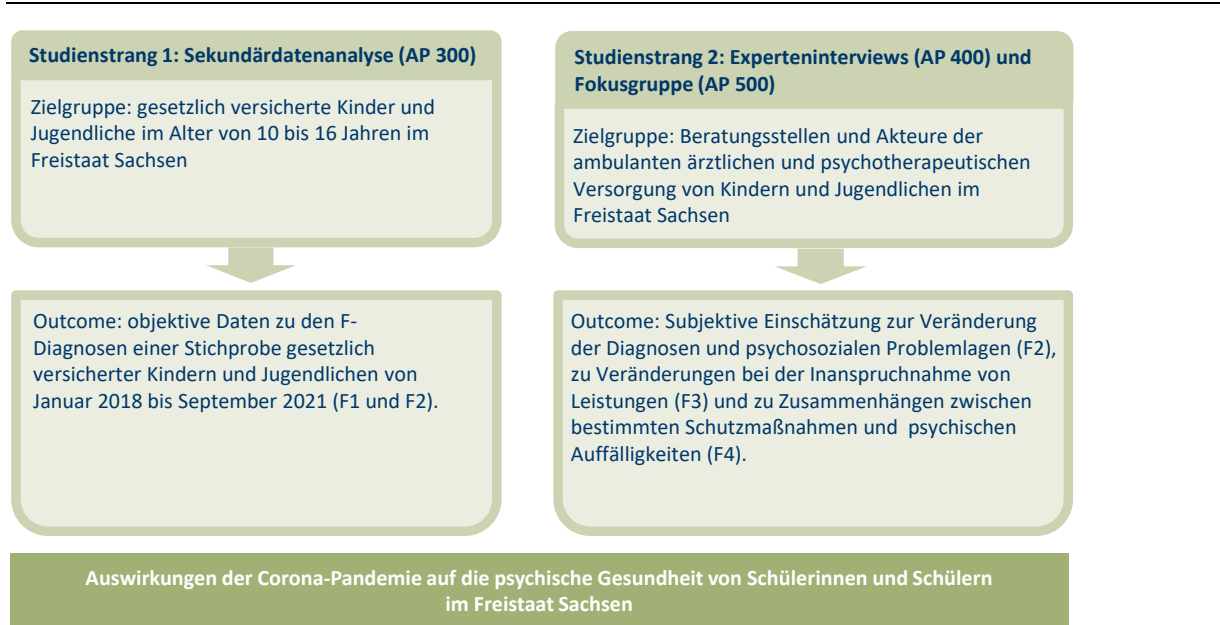 Studienstrang 1: Sekundärdatenanalyse (AP 300)
Zielgruppe: gesetzlich versicherte Kinder und
Jugendliche im Alter von 10 bis 16 Jahren im
Freistaat Sachsen
Outcome: objektive Daten zu den F-
Diagnosen einer Stichprobe gesetzlich
versicherter Kindern und Jugendlichen von
Januar 2018 bis September 2021 (F1 und F2).
Studienstrang 2: Experteninterviews (AP 400) und
Fokusgruppe (AP 500)
Zielgruppe: Beratungsstellen und Akteure der
ambulanten ärztlichen und psychotherapeutischen
Versorgung von Kindern und Jugendlichen im
Freistaat Sachsen
Outcome: Subjektive Einschätzung zur Veränderung
der Diagnosen und psychosozialen Problemlagen (F2),
zu Veränderungen bei der Inanspruchnahme von
Leistungen (F3) und zu Zusammenhängen zwischen
bestimmten Schutzmaßnahmen und  psychischen
Auffälligkeiten (F4).
Auswirkungen der Corona-Pandemie auf die psychische Gesundheit von Schülerinnen und Schülern
im Freistaat Sachsen